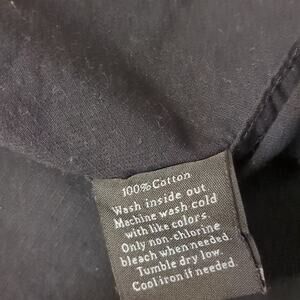 100% Cotton
Wash inside out.
Machine wash cold
with like colors.
Only non-chlorine
bleach when needed.
Tumble dry low.
Cool iron if needed.